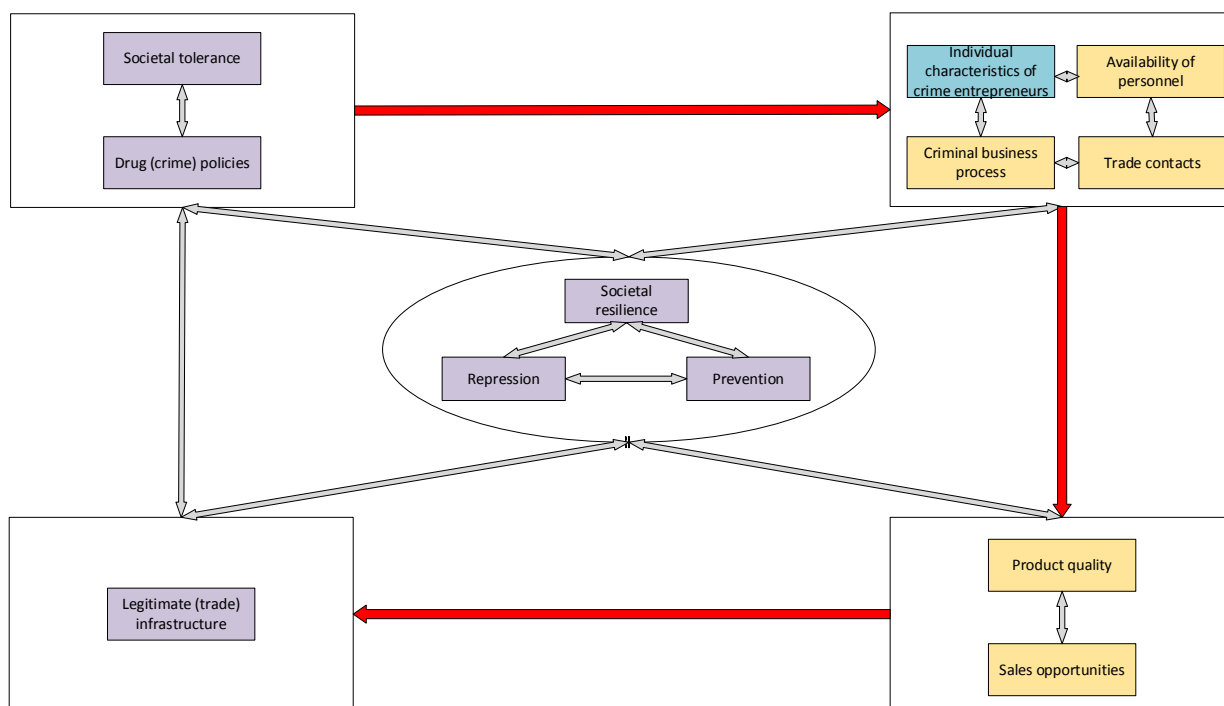 Societal tolerance
Drug (crime) policies
Individual
characteristics of
crime entrepreneurs
Availability of
personnel
Criminal business
process
Trade contacts
Societal
resilience
Repression
Prevention
Legitimate (trade)
infrastructure
Product quality
Sales opportunities